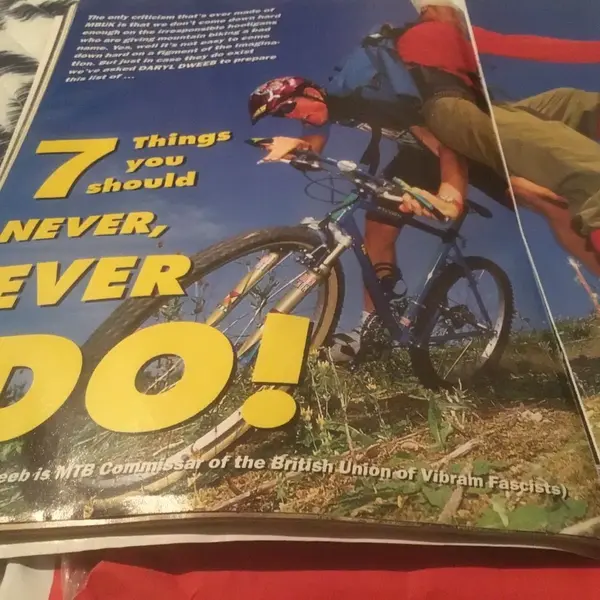 The only criticism that's ever made of
MBUK is that we don't come down hard
enough on the irresponsible hooligans
who are giving mountain biking a bad
name. Yes, well it's not easy to come
down hard on a figment of the imagina-
tion. But just in case they do exist
we've asked DARYL DWEEB to prepare
this list of ...
7 Things
you
should
NEVER,
EVER
DO!
eeb is MTB Commissar of the British Union of Vibram Fascists)